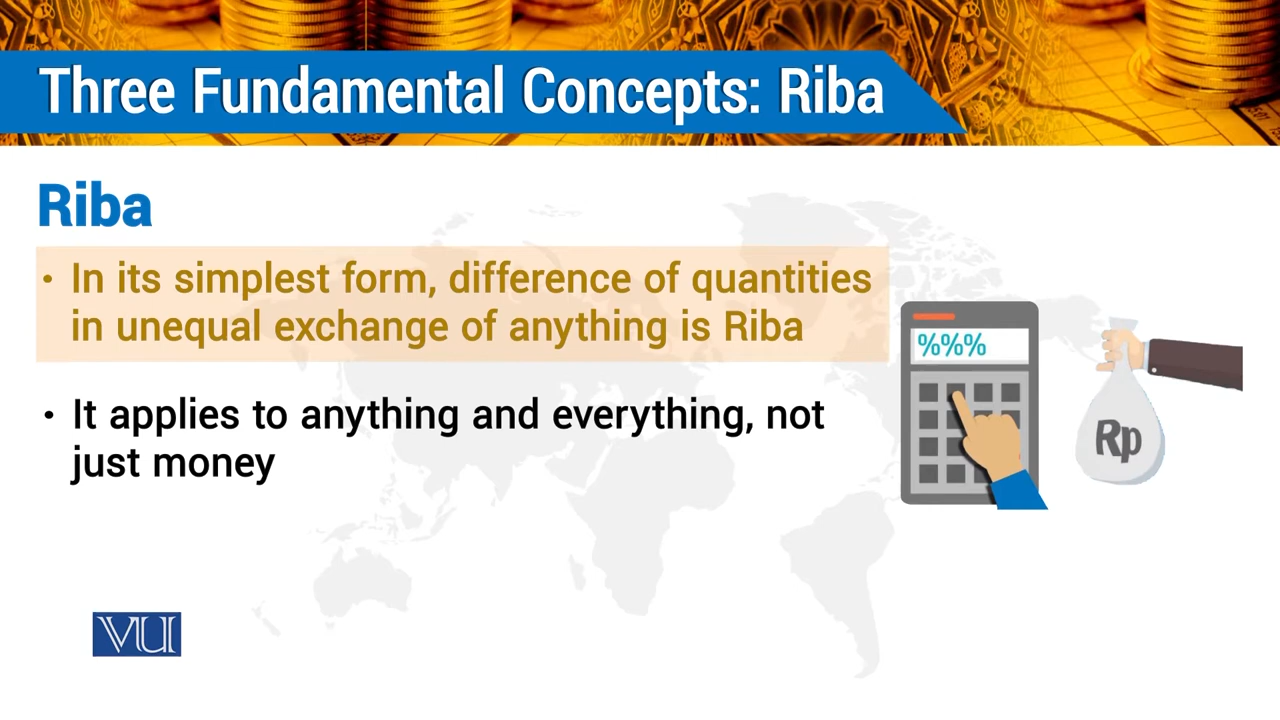 Three Fundamental Concepts: Riba
Riba
• In its simplest form, difference of quantities
in unequal exchange of anything is Riba
• It applies to anything and everything, not
just money
%%%
Rp
VU